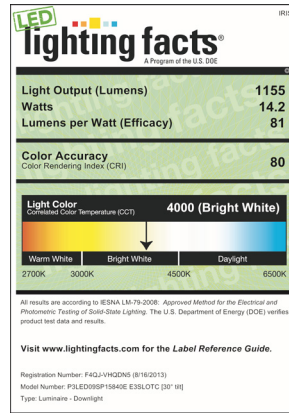 LED
IRIS
lighting facts®
A Program of the U.S. DOE
Light Output (Lumens) 1155
Watts 14.2
Lumens per Watt (Efficacy) 81
Color Accuracy
Color Rendering Index (CRI) 80
Light Color
Correlated Color Temperature (CCT) 4000 (Bright White)
Warm White Bright White Daylight
2700K 3000K 4500K 6500K
All results are according to IESNA LM-79-2008: Approved Method for the Electrical and
Photometric Testing of Solid-State Lighting. The U.S. Department of Energy (DOE) verifies
product test data and results.
Visit www.lightingfacts.com for the Label Reference Guide.
Registration Number: F4QJ-VHQDN5 (8/16/2013)
Model Number: P3LED09SP15840E E3SLOTC [30° tilt]
Type: Luminaire - Downlight